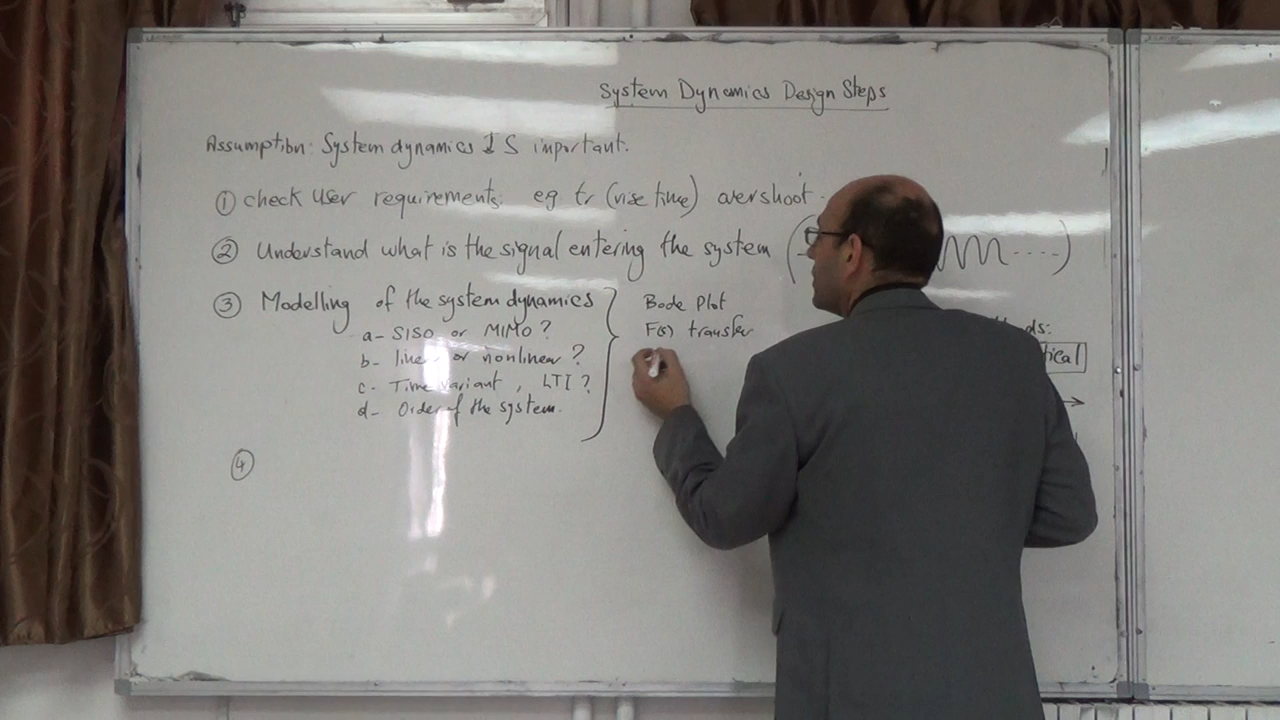 System Dynamics Design Steps
Assumption: System dynamics IS important.
① check user requirements. eg tr (rise time) overshoot.
② Understand what is the signal entering the system ( ....)
③ Modelling of the system dynamics
a- SISO or MIMO?
b- linear or nonlinear?
c- Time variant, LTI?
d- Order of the system.
Bode Plot
F(s) transfer
④